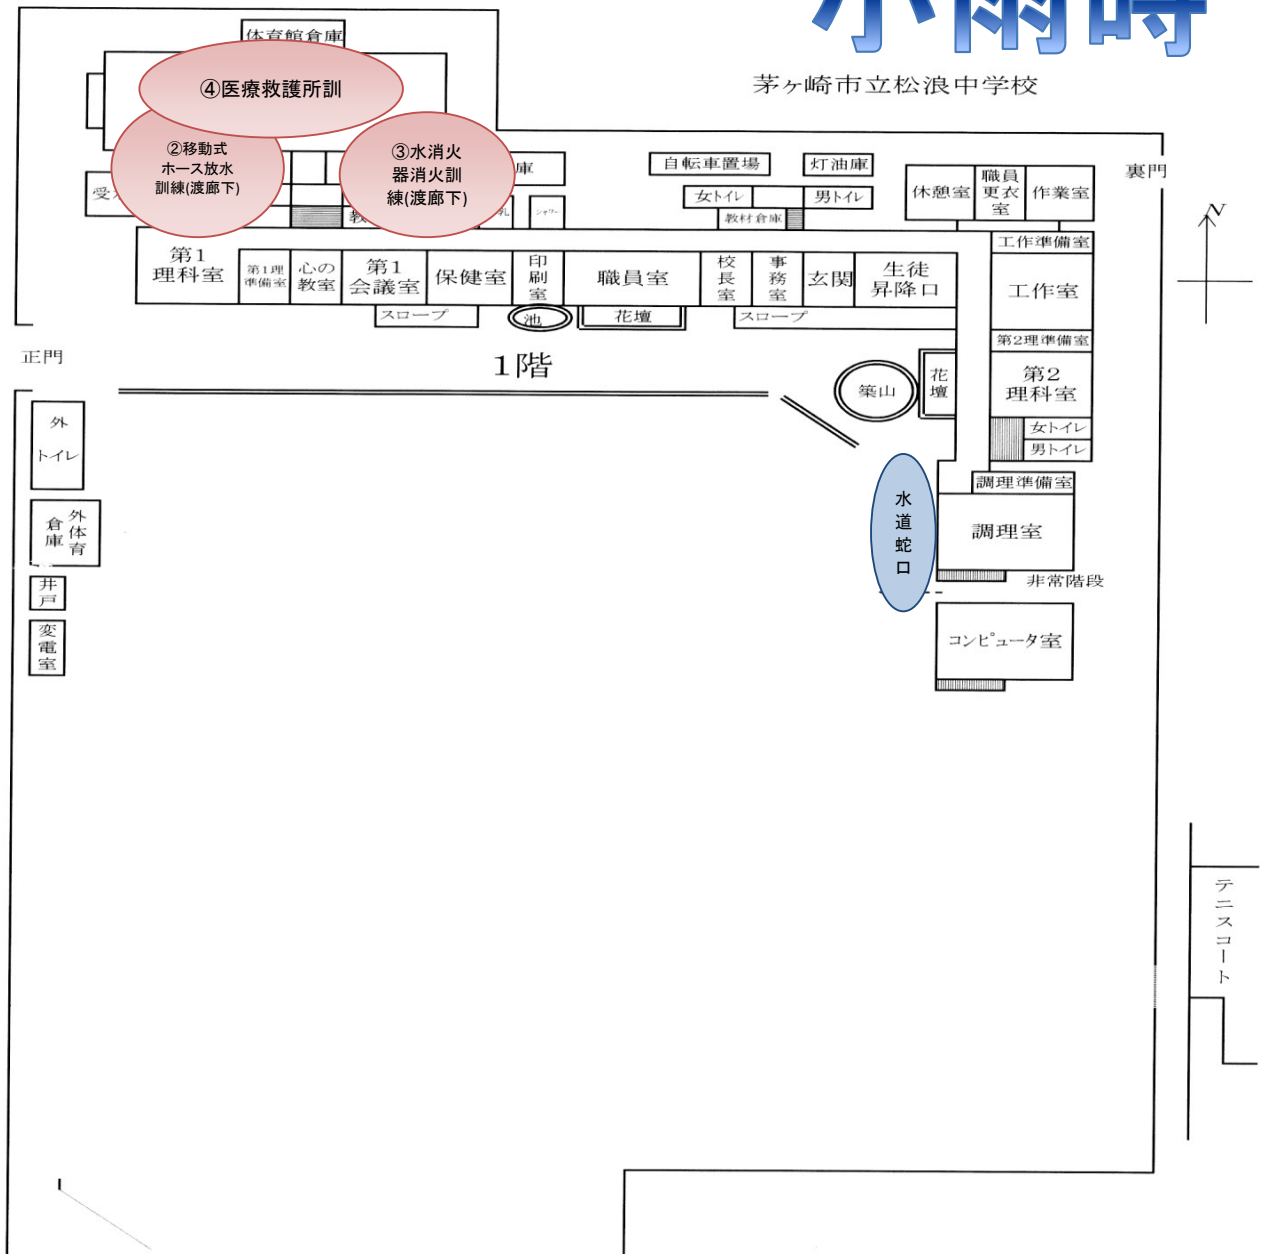 小雨時
茅ヶ崎市立松浪中学校
体育館倉庫
④医療救護所訓
②移動式
ホース放水
訓練(渡廊下)
③水消火
器消火訓
練(渡廊下)
庫
自転車置場
灯油庫
裏門
受
教
シャワー
女トイレ
男トイレ
教材倉庫
休憩室
職員
更衣
室
作業室
N
工作準備室
第1
理科室
第1理
準備室
心の
教室
第1
会議室
保健室
印
刷
室
職員室
校
長
室
事
務
室
玄関
生徒
昇降口
工作室
スロープ
池
花壇
スロープ
第2理準備室
正門
1階
築山
花
壇
第2
理科室
女トイレ
男トイレ
外
トイレ
調理準備室
水
道
蛇
口
調理室
外体育
倉庫
非常階段
井
戸
変
電
室
コンピュータ室
テニスコート